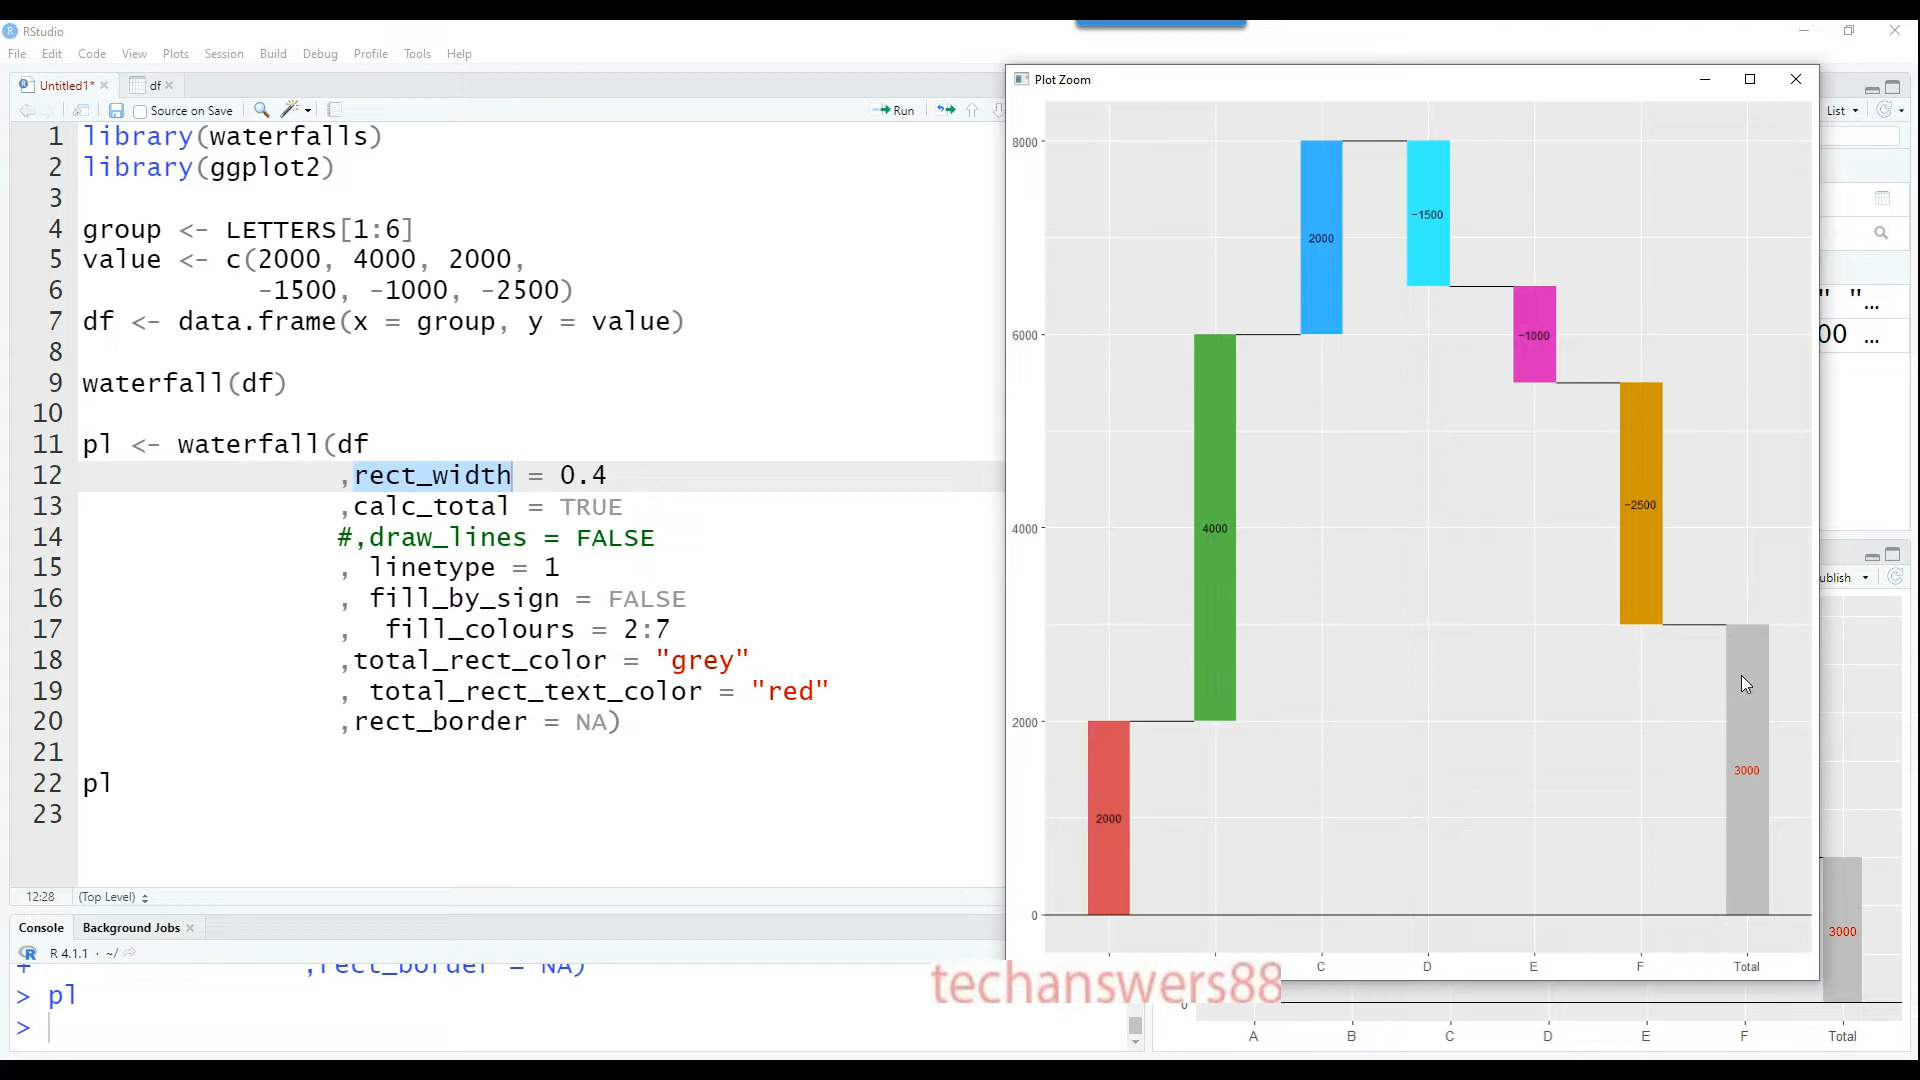 RStudio
File Edit Code View Plots Session Build Debug Profile Tools Help
Untitled1* df
Source on Save Run
1 library(waterfalls)
2 library(ggplot2)
3
4 group <- LETTERS[1:6]
5 value <- c(2000, 4000, 2000,
6 -1500, -1000, -2500)
7 df <- data.frame(x = group, y = value)
8
9 waterfall(df)
10
11 pl <- waterfall(df
12 ,rect_width = 0.4
13 ,calc_total = TRUE
14 #,draw_lines = FALSE
15 , linetype = 1
16 , fill_by_sign = FALSE
17 , fill_colours = 2:7
18 ,total_rect_color = "grey"
19 , total_rect_text_color = "red"
20 ,rect_border = NA)
21
22 pl
23
12:28 (Top Level)
Console Background Jobs
R 4.1.1 · ~/
+ ,rect_border = NA)
> pl
>
Plot Zoom
8000
6000
4000
2000
0
2000
4000
2000
-1500
-1000
-2500
3000
C D E F Total
techanswers88
List
" "…
00 …
ublish
3000
0
A B C D E F Total